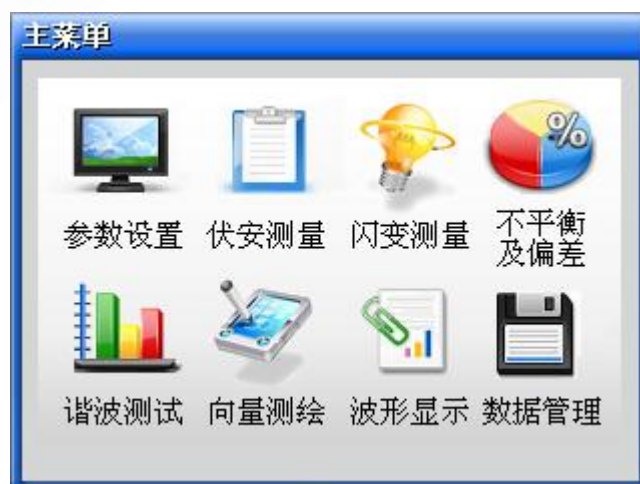 主菜单
%
参数设置
伏安测量
闪变测量
不平衡
及偏差
谐波测试
向量测绘
波形显示
数据管理